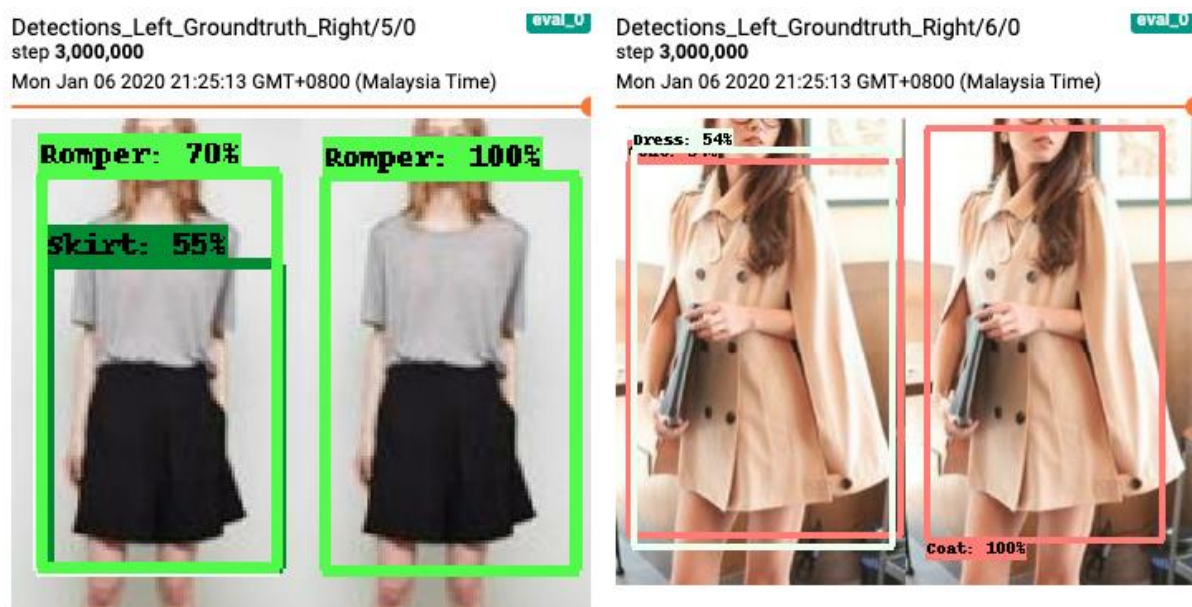 Detections_Left_Groundtruth_Right/5/0
eval_0
step 3,000,000
Mon Jan 06 2020 21:25:13 GMT+0800 (Malaysia Time)
Romper: 70%
Romper: 100%
Skirt: 55%
Detections_Left_Groundtruth_Right/6/0
eval_0
step 3,000,000
Mon Jan 06 2020 21:25:13 GMT+0800 (Malaysia Time)
Dress: 54%
Coat: 100%